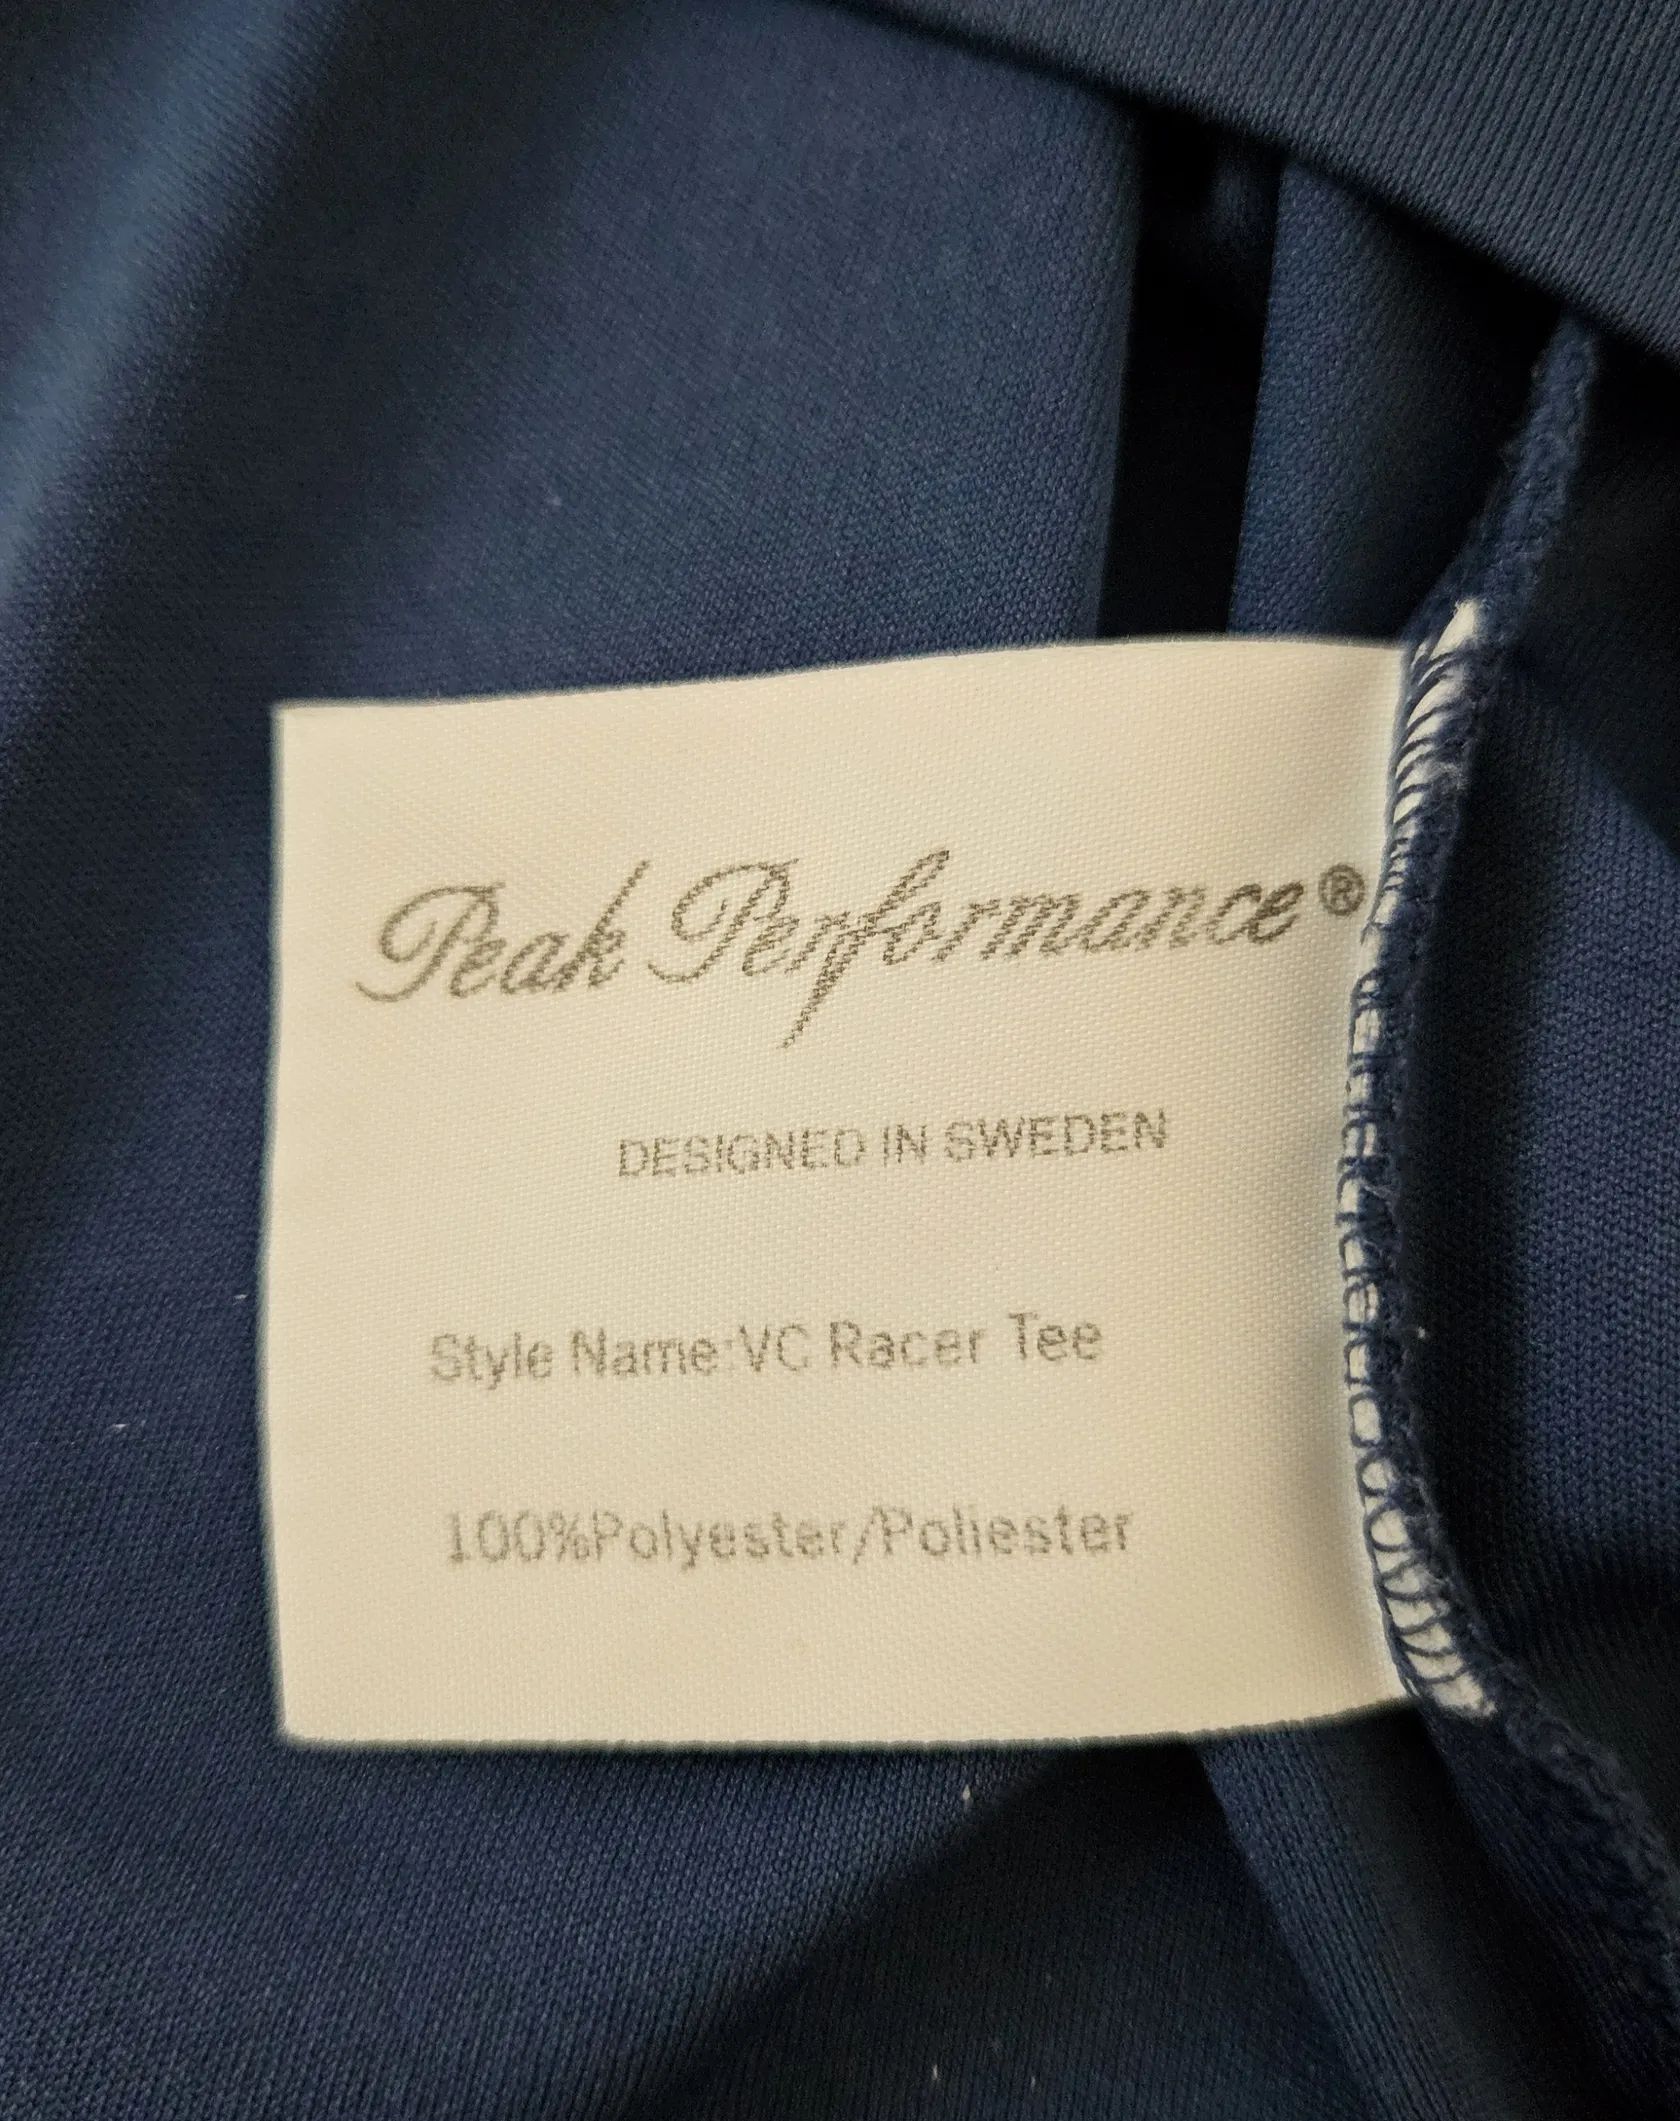 Peak Performance®
DESIGNED IN SWEDEN
Style Name:VC Racer Tee
100%Polyester/Poliester